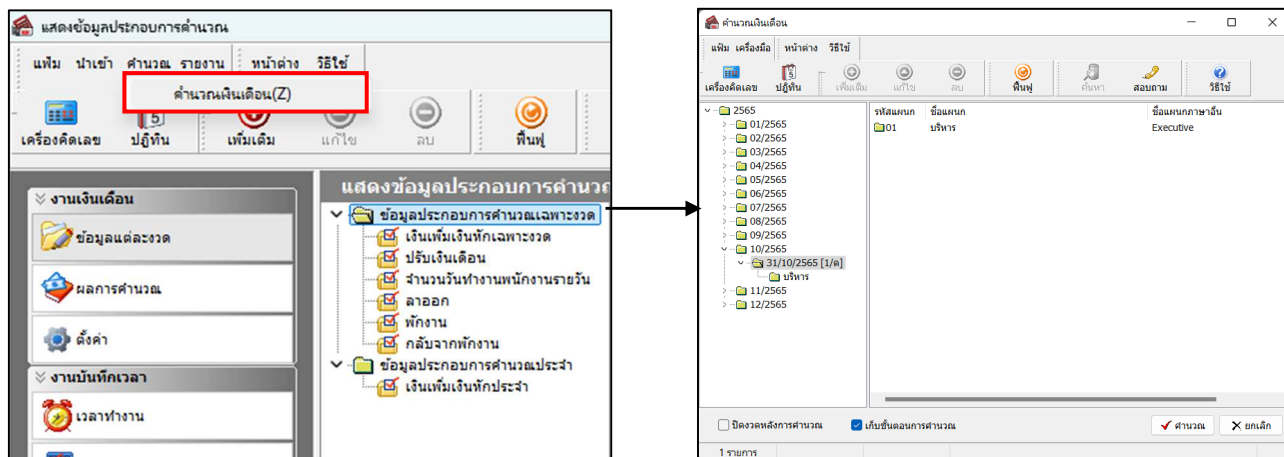 แสดงข้อมูลประกอบการคำนวณ
แฟ้ม นำเข้า คำนวณ รายงาน หน้าต่าง วิธีใช้
คำนวณเงินเดือน(Z)
เครื่องคิดเลข ปฏิทิน เพิ่มเติม แก้ไข ลบ ฟื้นฟู
งานเงินเดือน
ข้อมูลแต่ละงวด
ผลการคำนวณ
ตั้งค่า
งานบันทึกเวลา
เวลาทำงาน
แสดงข้อมูลประกอบการคำนวณ
ข้อมูลประกอบการคำนวณเฉพาะงวด
เงินเพิ่มเงินหักเฉพาะงวด
ปรับเงินเดือน
จำนวนวันทำงานพนักงานรายวัน
ลาออก
พักงาน
กลับจากพักงาน
ข้อมูลประกอบการคำนวณประจำ
เงินเพิ่มเงินหักประจำ
คำนวณเงินเดือน
แฟ้ม เครื่องมือ หน้าต่าง วิธีใช้
เครื่องคิดเลข ปฏิทิน เพิ่มเติม แก้ไข ลบ ฟื้นฟู ค้นหา สอบถาม วิธีใช้
2565
01/2565
02/2565
03/2565
04/2565
05/2565
06/2565
07/2565
08/2565
09/2565
10/2565
31/10/2565 [1/ต]
บริหาร
11/2565
12/2565
รหัสแผนก ชื่อแผนก ชื่อแผนกภาษาอื่น
01 บริหาร Executive
ปิดงวดหลังการคำนวณ เก็บขั้นตอนการคำนวณ คำนวณ ยกเลิก
1 รายการ